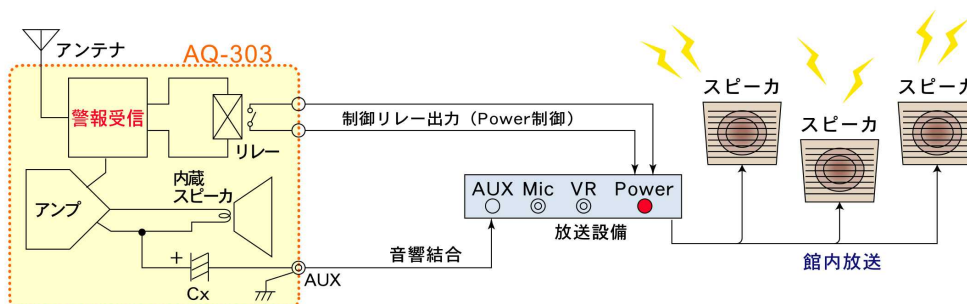 アンテナ
AQ-303
警報受信
リレー
制御リレー出力（Power制御）
スピーカ
スピーカ
スピーカ
アンプ
内蔵
スピーカ
AUX Mic VR Power
放送設備
音響結合
館内放送
+
Cx
AUX